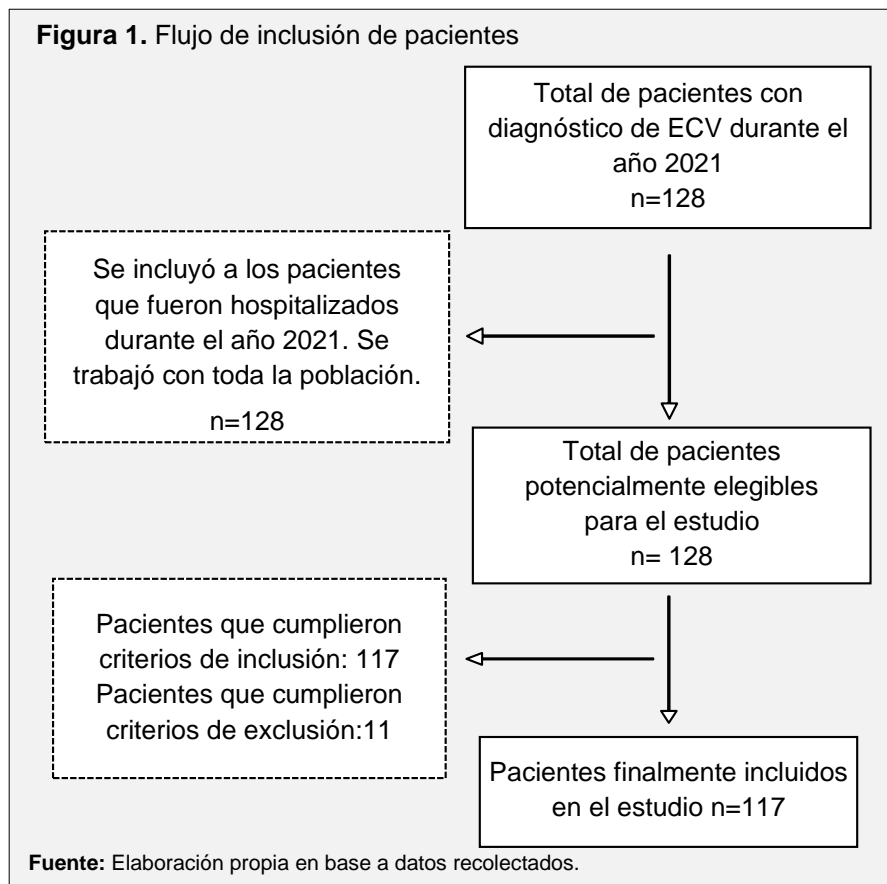 Figura 1. Flujo de inclusión de pacientes
Total de pacientes con
diagnóstico de ECV durante el
año 2021
n=128
Se incluyó a los pacientes
que fueron hospitalizados
durante el año 2021. Se
trabajó con toda la población.
n=128
Total de pacientes
potencialmente elegibles
para el estudio
n= 128
Pacientes que cumplieron
criterios de inclusión: 117
Pacientes que cumplieron
criterios de exclusión:11
Pacientes finalmente incluidos
en el estudio n=117
Fuente: Elaboración propia en base a datos recolectados.